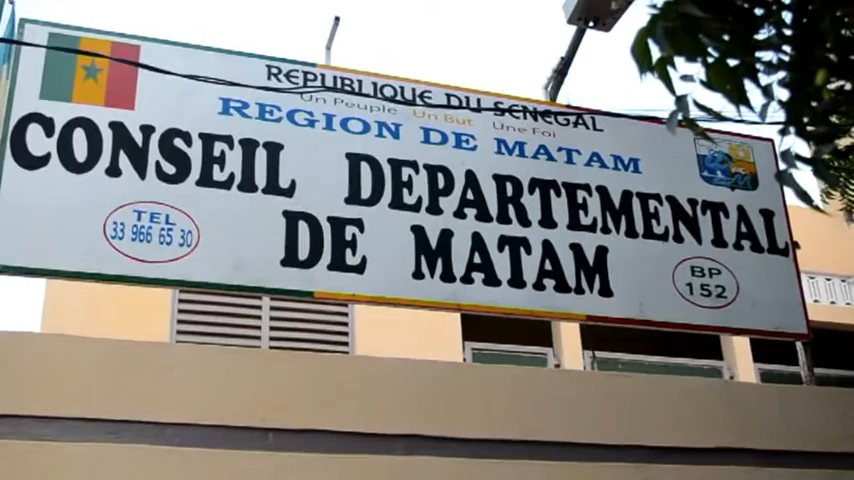 REPUBLIQUE DU SENEGAL
Un Peuple Un But Une Foi
REGION DE MATAM
CONSEIL DEPARTEMENTAL
DE MATAM
TEL
33 966 65 30
BP
152